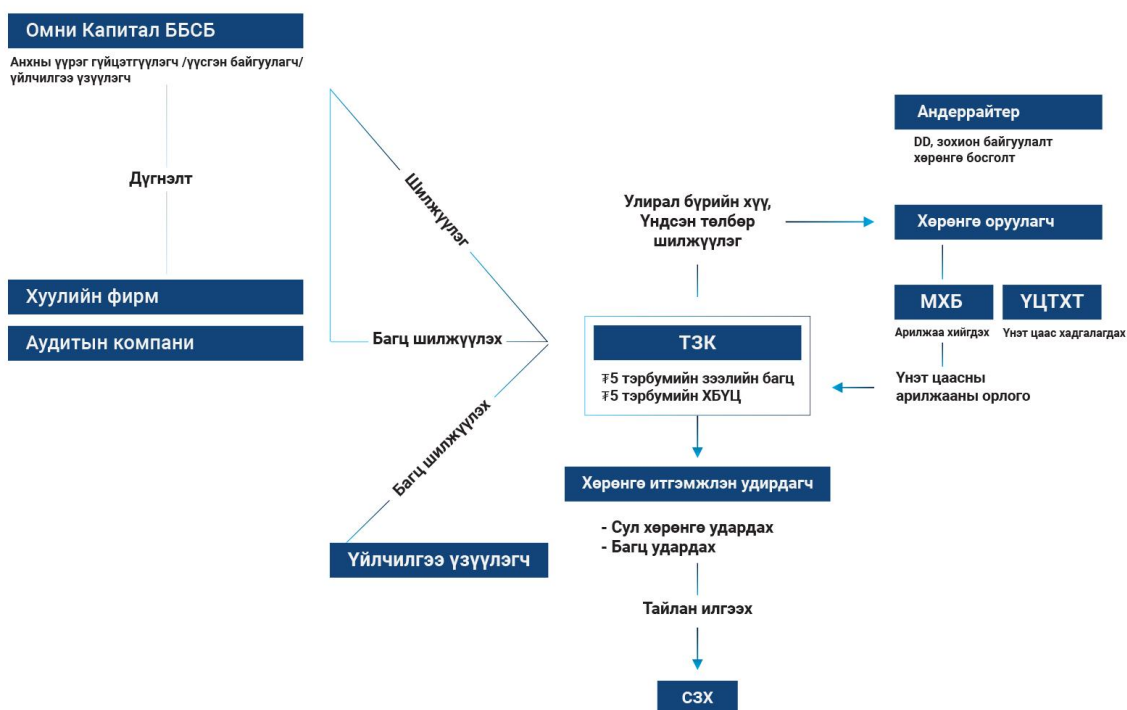 Омни Капитал ББСБ
Анхны үүрэг гүйцэтгүүлэгч /үүсгэн байгуулагч/
үйлчилгээ үзүүлэгч
Дүгнэлт
Хуулийн фирм
Аудитын компани
Шилжүүлэг
Багц шилжүүлэх
Багц шилжүүлэх
Үйлчилгээ үзүүлэгч
Улирал бүрийн хүү,
Үндсэн төлбөр
шилжүүлэг
ТЗК
₮5 тэрбумийн зээлийн багц
₮5 тэрбумийн ХБҮЦ
Хөрөнгө итгэмжлэн удирдагч
- Сул хөрөнгө удардах
- Багц удардах
Тайлан илгээх
СЗХ
Андеррайтер
DD, зохион байгуулалт
хөрөнгө босголт
Хөрөнгө оруулагч
МХБ
Арилжаа хийгдэх
ҮЦТХТ
Үнэт цаас хадгалагдах
Үнэт цаасны
арилжааны орлого